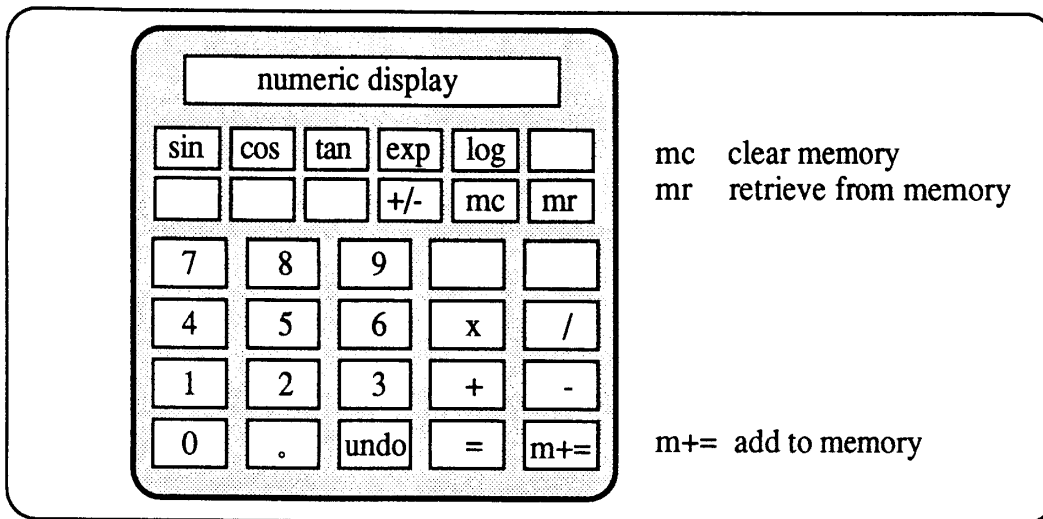 numeric display
sin cos tan exp log
+/- mc mr
mc clear memory
mr retrieve from memory
7 8 9
4 5 6 x /
1 2 3 + -
0 . undo = m+=
m+= add to memory